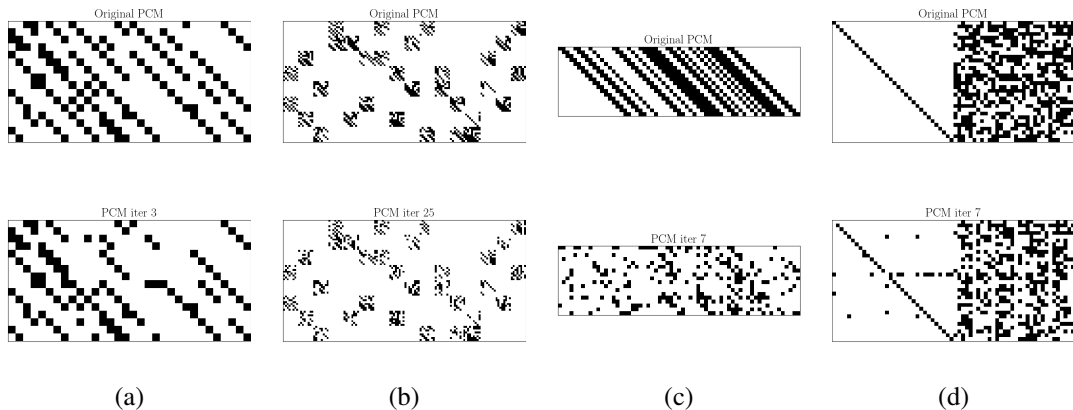 Original PCM
Original PCM
Original PCM
Original PCM
PCM iter 3
PCM iter 25
PCM iter 7
PCM iter 7
(a)
(b)
(c)
(d)